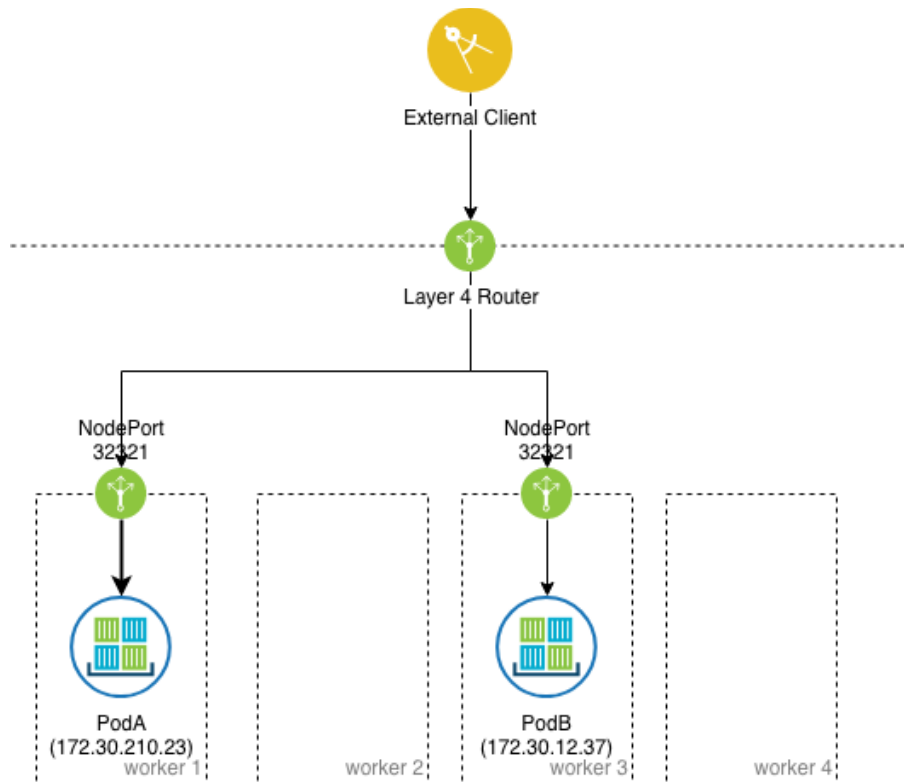 External Client
Layer 4 Router
NodePort
32321
NodePort
32321
PodA
(172.30.210.23)
worker 1
worker 2
PodB
(172.30.12.37)
worker 3
worker 4